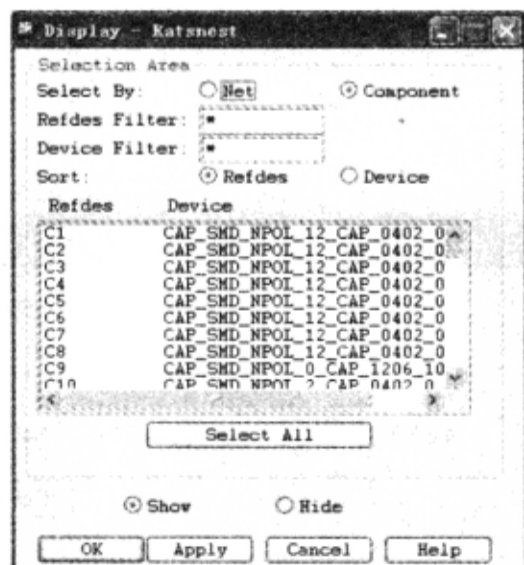 Display - Katsnest
Selection Area
Select By: Net Component
Refdes Filter: *
Device Filter: *
Sort: Refdes Device
Refdes Device
C1 CAP_SMD_NPOL_12_CAP_0402_0
C2 CAP_SMD_NPOL_12_CAP_0402_0
C3 CAP_SMD_NPOL_12_CAP_0402_0
C4 CAP_SMD_NPOL_12_CAP_0402_0
C5 CAP_SMD_NPOL_12_CAP_0402_0
C6 CAP_SMD_NPOL_12_CAP_0402_0
C7 CAP_SMD_NPOL_12_CAP_0402_0
C8 CAP_SMD_NPOL_12_CAP_0402_0
C9 CAP_SMD_NPOL_0_CAP_1206_10
C10 CAP_SMD_NPOL_2_CAP_0402_0
Select All
Show Hide
OK Apply Cancel Help